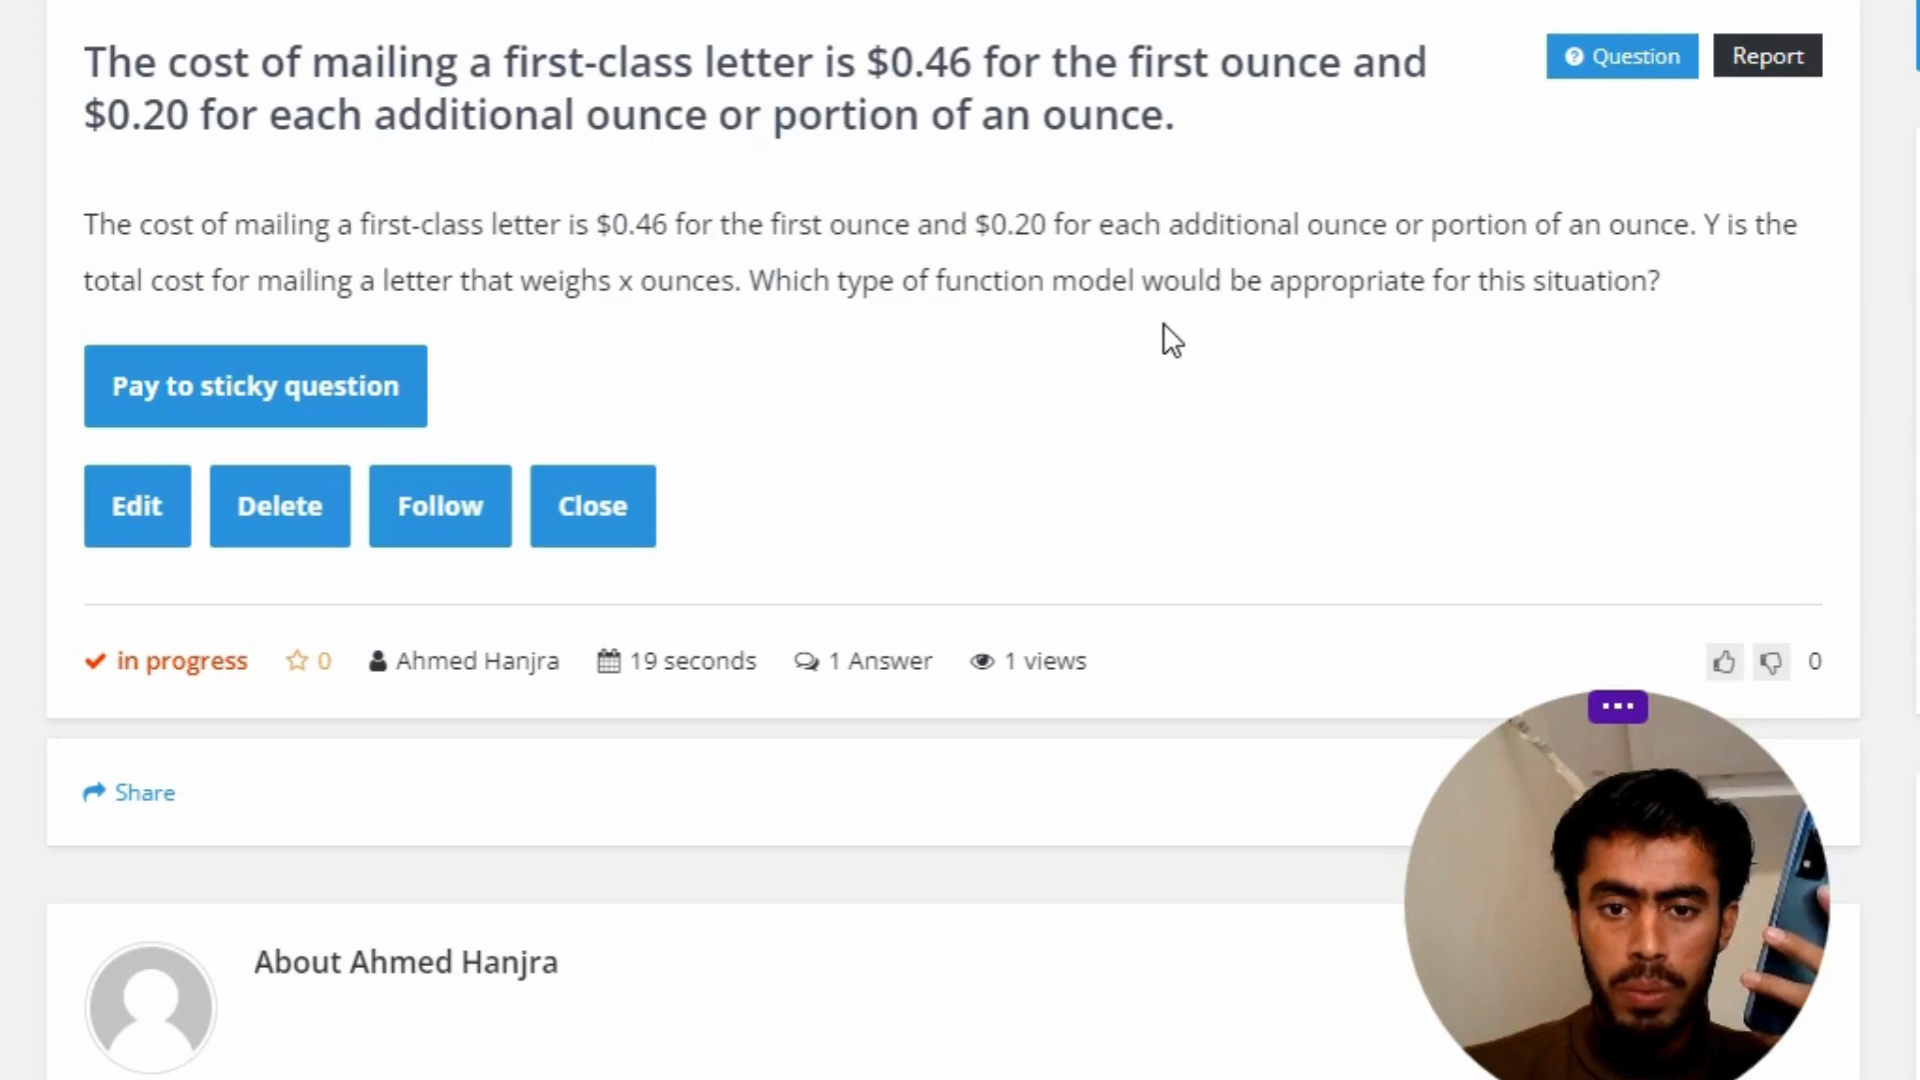 The cost of mailing a first-class letter is $0.46 for the first ounce and
$0.20 for each additional ounce or portion of an ounce.
Question
Report
The cost of mailing a first-class letter is $0.46 for the first ounce and $0.20 for each additional ounce or portion of an ounce. Y is the
total cost for mailing a letter that weighs x ounces. Which type of function model would be appropriate for this situation?
Pay to sticky question
Edit
Delete
Follow
Close
in progress
0
Ahmed Hanjra
19 seconds
1 Answer
1 views
0
Share
About Ahmed Hanjra